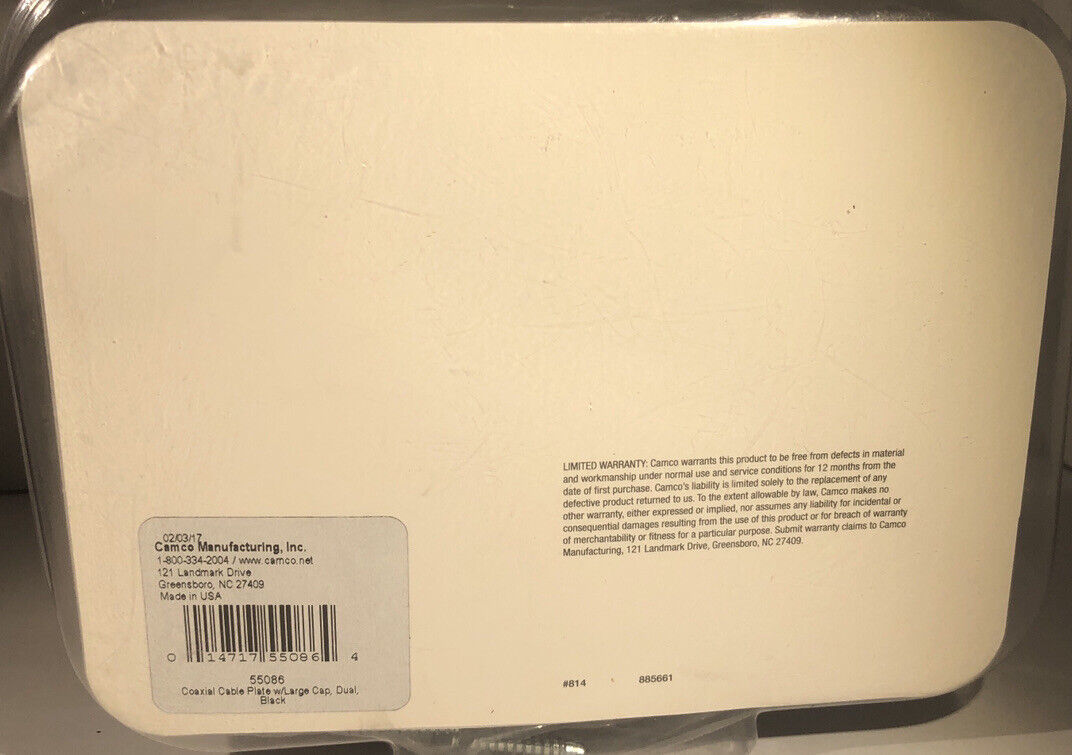 LIMITED WARRANTY: Camco warrants this product to be free from defects in material
and workmanship under normal use and service conditions for 12 months from the
date of first purchase. Camco's liability is limited solely to the replacement of any
defective product returned to us. To the extent allowable by law, Camco makes no
other warranty, either expressed or implied, nor assumes any liability for incidental or
consequential damages resulting from the use of this product or for breach of warranty
of merchantability or fitness for a particular purpose. Submit warranty claims to Camco
Manufacturing, 121 Landmark Drive, Greensboro, NC 27409.
02/03/17
Camco Manufacturing, Inc.
1-800-334-2004 / www.camco.net
121 Landmark Drive
Greensboro, NC 27409
Made in USA
0 14717 55086 4
55086
Coaxial Cable Plate w/Large Cap, Dual,
Black
#814 885661